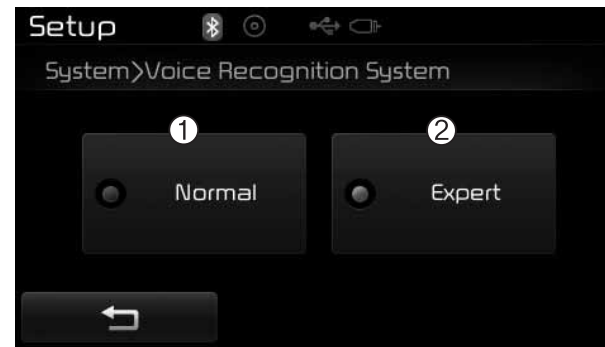 Setup
System>Voice Recognition System
① ②
Normal Expert